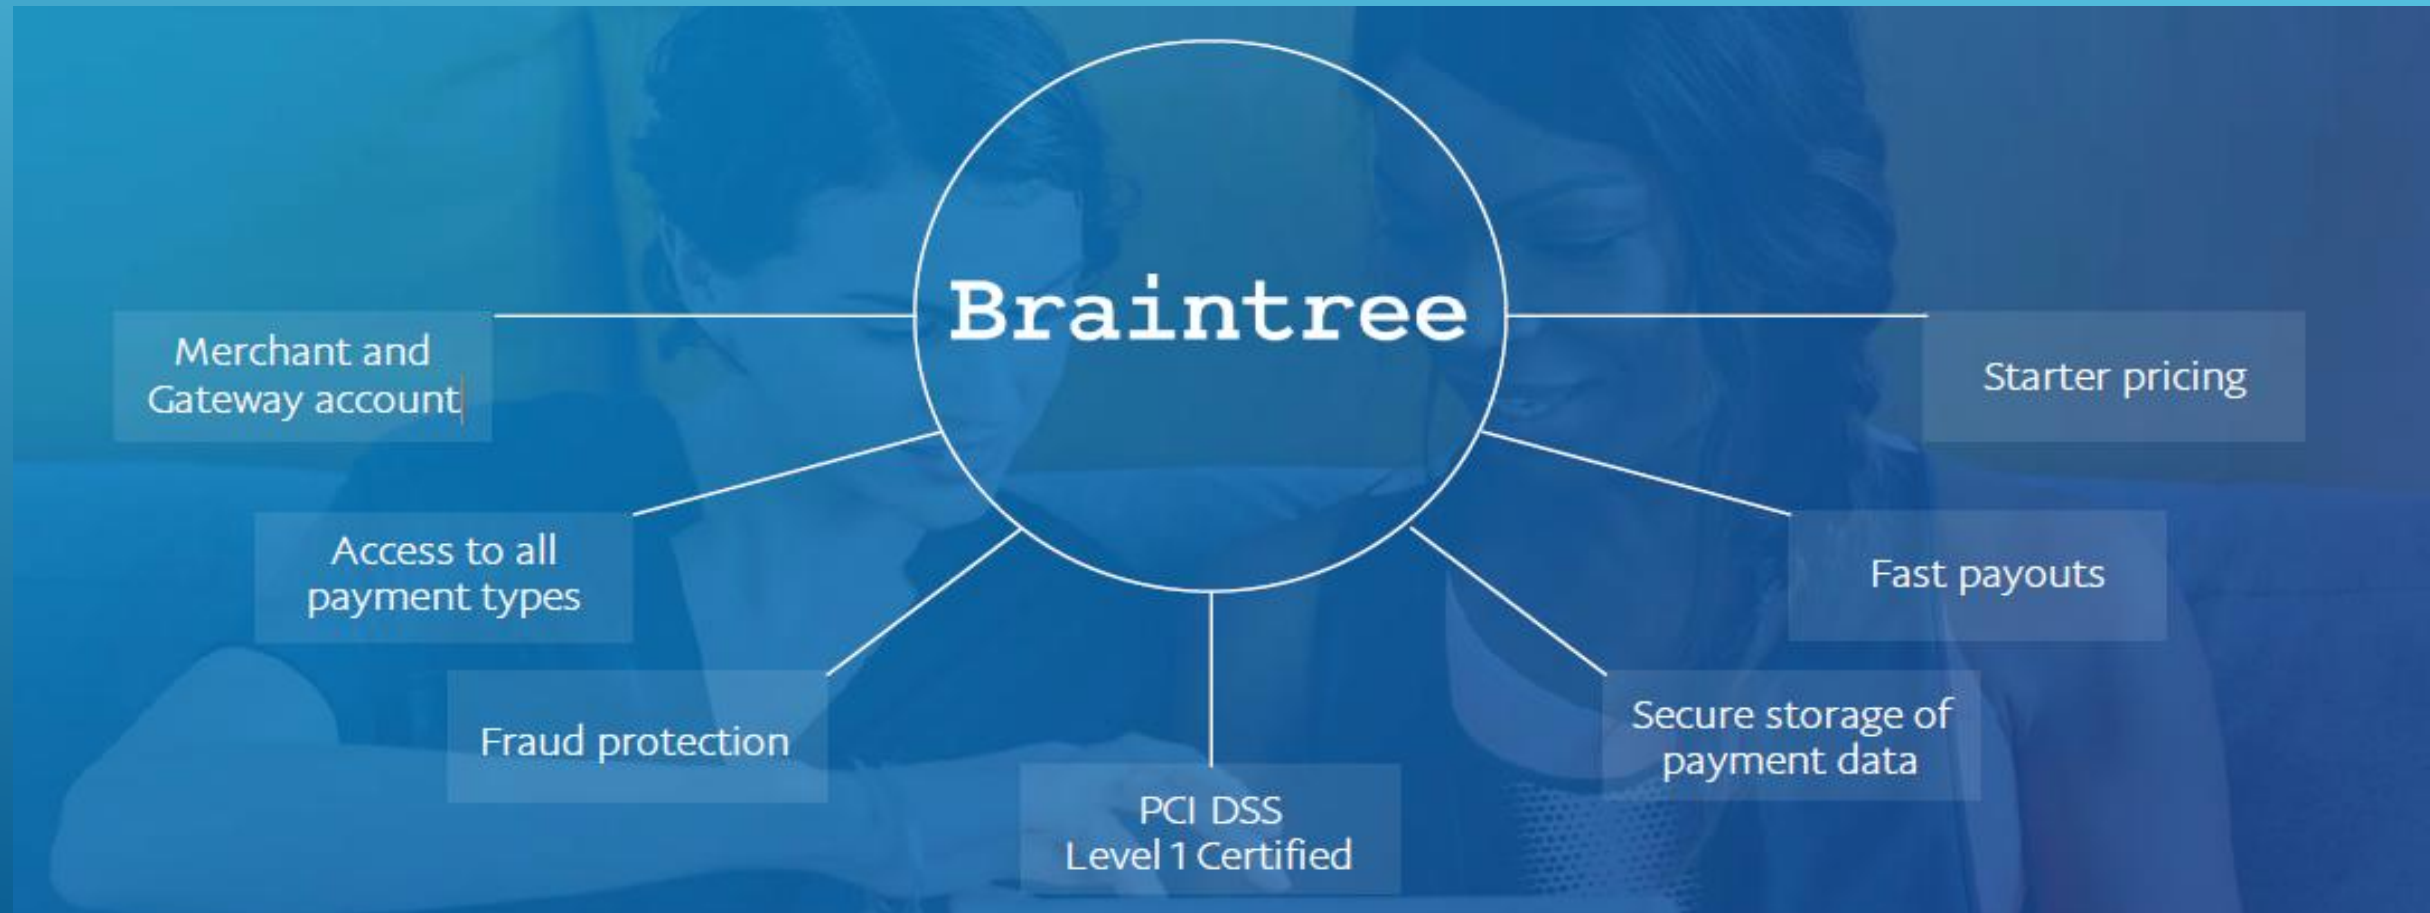 Braintree
Merchant and
Gateway account
Access to all
payment types
Fraud protection
PCI DSS
Level 1 Certified
Secure storage of
payment data
Fast payouts
Starter pricing